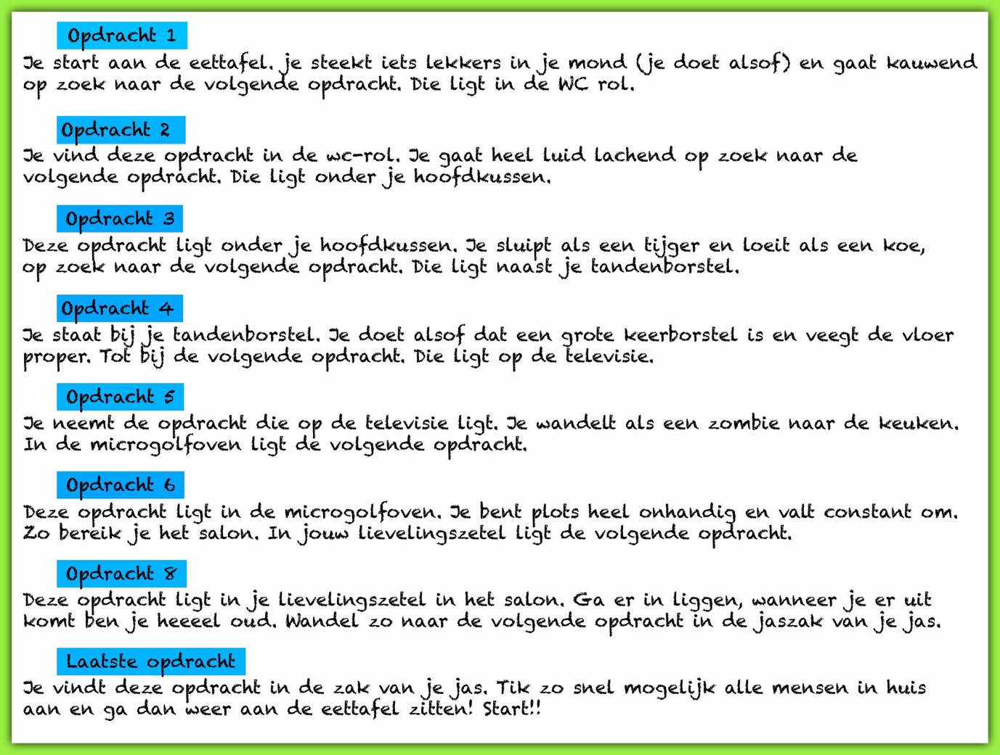 Opdracht 1
Je start aan de eettafel. je steekt iets lekkers in je mond (je doet alsof) en gaat kauwend
op zoek naar de volgende opdracht. Die ligt in de WC rol.
Opdracht 2
Je vind deze opdracht in de wc-rol. Je gaat heel luid lachend op zoek naar de
volgende opdracht. Die ligt onder je hoofdkussen.
Opdracht 3
Deze opdracht ligt onder je hoofdkussen. Je sluipt als een tijger en loeit als een koe,
op zoek naar de volgende opdracht. Die ligt naast je tandenborstel.
Opdracht 4
Je staat bij je tandenborstel. Je doet alsof dat een grote keerborstel is en veegt de vloer
proper. Tot bij de volgende opdracht. Die ligt op de televisie.
Opdracht 5
Je neemt de opdracht die op de televisie ligt. Je wandelt als een zombie naar de keuken.
In de microgolfoven ligt de volgende opdracht.
Opdracht 6
Deze opdracht ligt in de microgolfoven. Je bent plots heel onhandig en valt constant om.
Zo bereik je het salon. In jouw lievelingszetel ligt de volgende opdracht.
Opdracht 8
Deze opdracht ligt in je lievelingszetel in het salon. Ga er in liggen, wanneer je er uit
komt ben je heeeel oud. Wandel zo naar de volgende opdracht in de jaszak van je jas.
Laatste opdracht
Je vindt deze opdracht in de zak van je jas. Tik zo snel mogelijk alle mensen in huis
aan en ga dan weer aan de eettafel zitten! Start!!